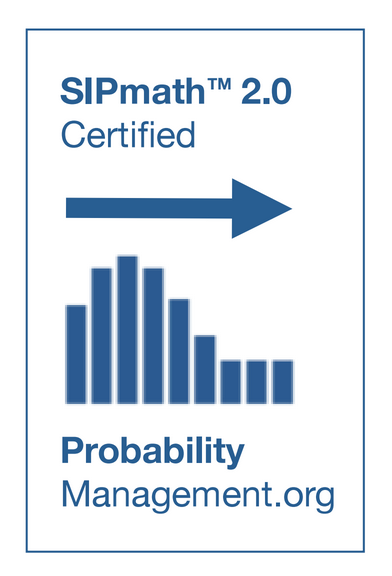 SIPmath™ 2.0
Certified
Probability
Management.org